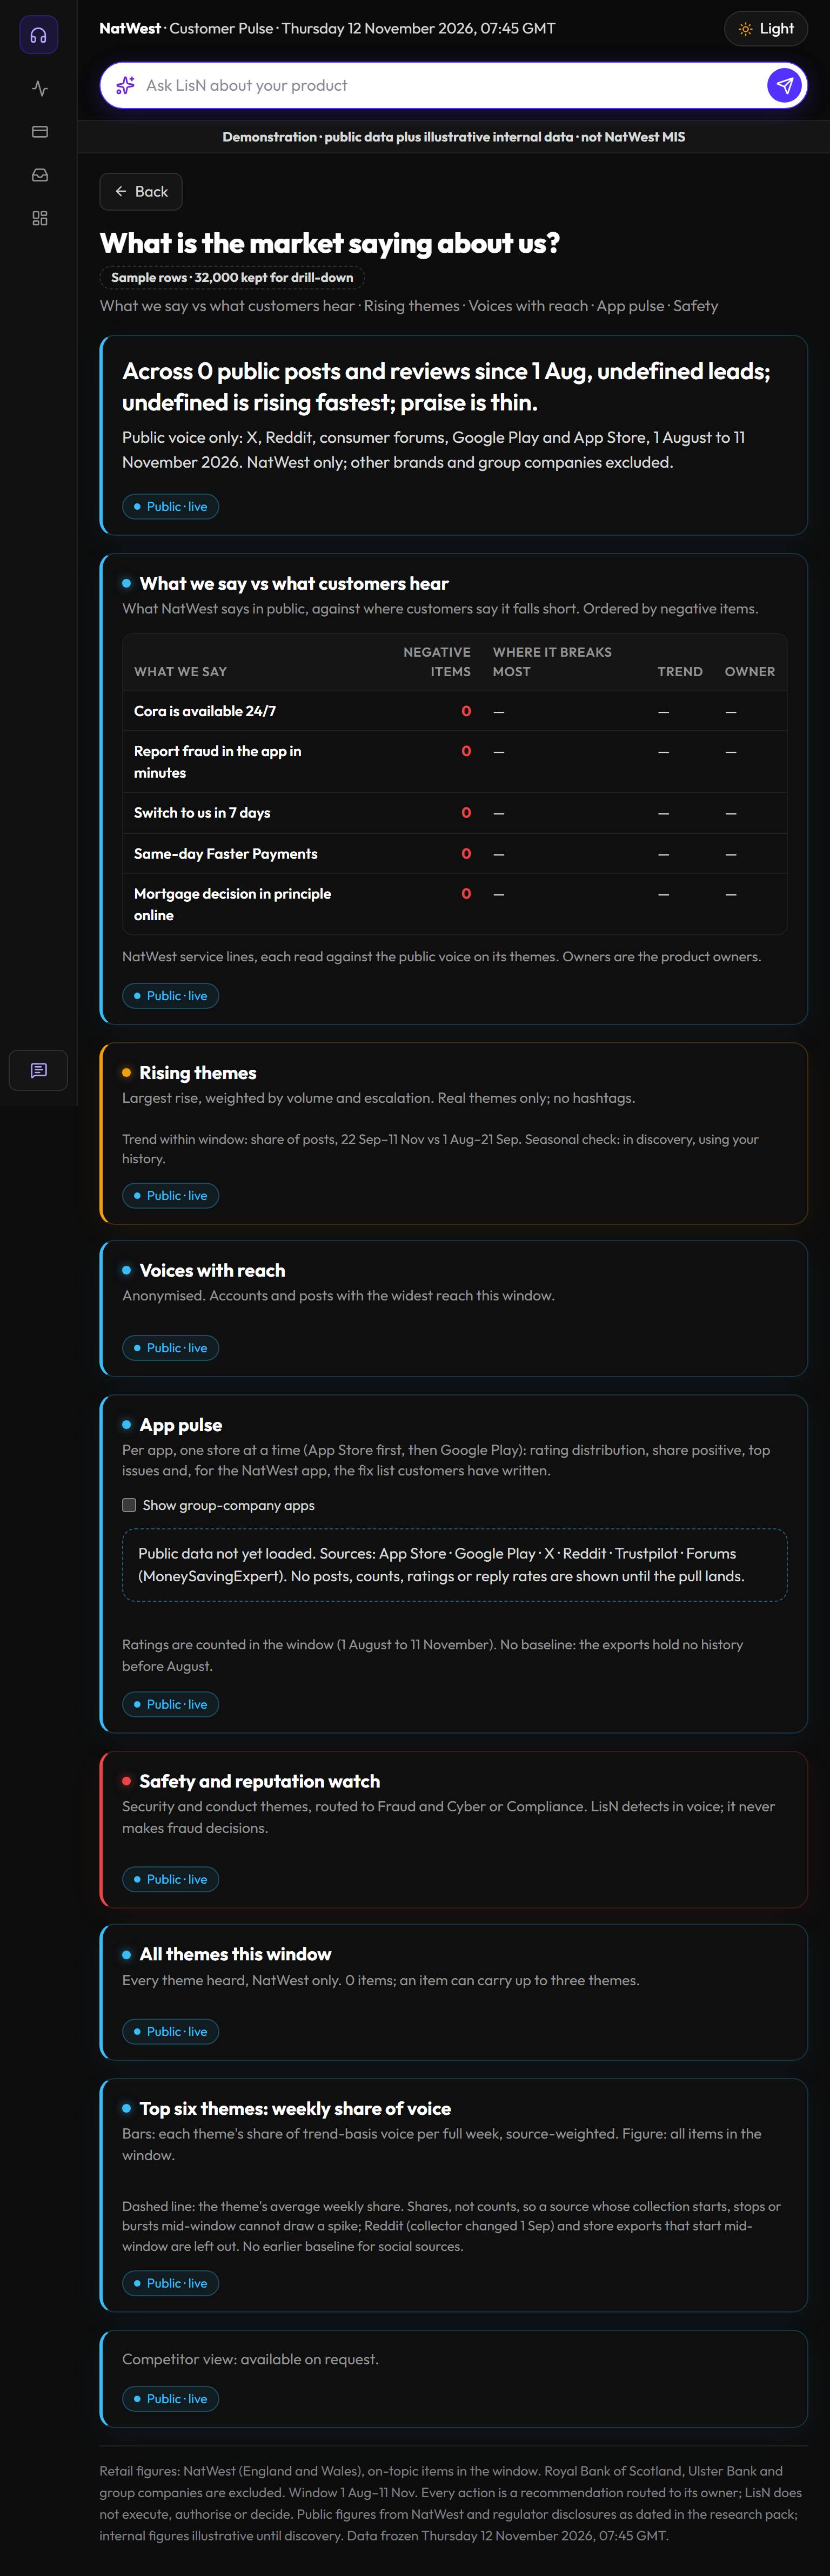 NatWest · Customer Pulse · Thursday 12 November 2026, 07:45 GMT
Light
Ask LisN about your product
Demonstration · public data plus illustrative internal data · not NatWest MIS
Back
What is the market saying about us?
Sample rows · 32,000 kept for drill-down
What we say vs what customers hear · Rising themes · Voices with reach · App pulse · Safety
Across 0 public posts and reviews since 1 Aug, undefined leads;
undefined is rising fastest; praise is thin.
Public voice only: X, Reddit, consumer forums, Google Play and App Store, 1 August to 11
November 2026. NatWest only; other brands and group companies excluded.
Public · live
What we say vs what customers hear
What NatWest says in public, against where customers say it falls short. Ordered by negative items.
WHAT WE SAY NEGATIVE ITEMS WHERE IT BREAKS MOST TREND OWNER
Cora is available 24/7 0 — — —
Report fraud in the app in
minutes 0 — — —
Switch to us in 7 days 0 — — —
Same-day Faster Payments 0 — — —
Mortgage decision in principle
online 0 — — —
NatWest service lines, each read against the public voice on its themes. Owners are the product owners.
Public · live
Rising themes
Largest rise, weighted by volume and escalation. Real themes only; no hashtags.
Trend within window: share of posts, 22 Sep–11 Nov vs 1 Aug–21 Sep. Seasonal check: in discovery, using your
history.
Public · live
Voices with reach
Anonymised. Accounts and posts with the widest reach this window.
Public · live
App pulse
Per app, one store at a time (App Store first, then Google Play): rating distribution, share positive, top
issues and, for the NatWest app, the fix list customers have written.
Show group-company apps
Public data not yet loaded. Sources: App Store · Google Play · X · Reddit · Trustpilot · Forums
(MoneySavingExpert). No posts, counts, ratings or reply rates are shown until the pull lands.
Ratings are counted in the window (1 August to 11 November). No baseline: the exports hold no history
before August.
Public · live
Safety and reputation watch
Security and conduct themes, routed to Fraud and Cyber or Compliance. LisN detects in voice; it never
makes fraud decisions.
Public · live
All themes this window
Every theme heard, NatWest only. 0 items; an item can carry up to three themes.
Public · live
Top six themes: weekly share of voice
Bars: each theme's share of trend-basis voice per full week, source-weighted. Figure: all items in the
window.
Dashed line: the theme's average weekly share. Shares, not counts, so a source whose collection starts, stops or
bursts mid-window cannot draw a spike; Reddit (collector changed 1 Sep) and store exports that start mid-
window are left out. No earlier baseline for social sources.
Public · live
Competitor view: available on request.
Public · live
Retail figures: NatWest (England and Wales), on-topic items in the window. Royal Bank of Scotland, Ulster Bank and
group companies are excluded. Window 1 Aug–11 Nov. Every action is a recommendation routed to its owner; LisN does
not execute, authorise or decide. Public figures from NatWest and regulator disclosures as dated in the research pack;
internal figures illustrative until discovery. Data frozen Thursday 12 November 2026, 07:45 GMT.